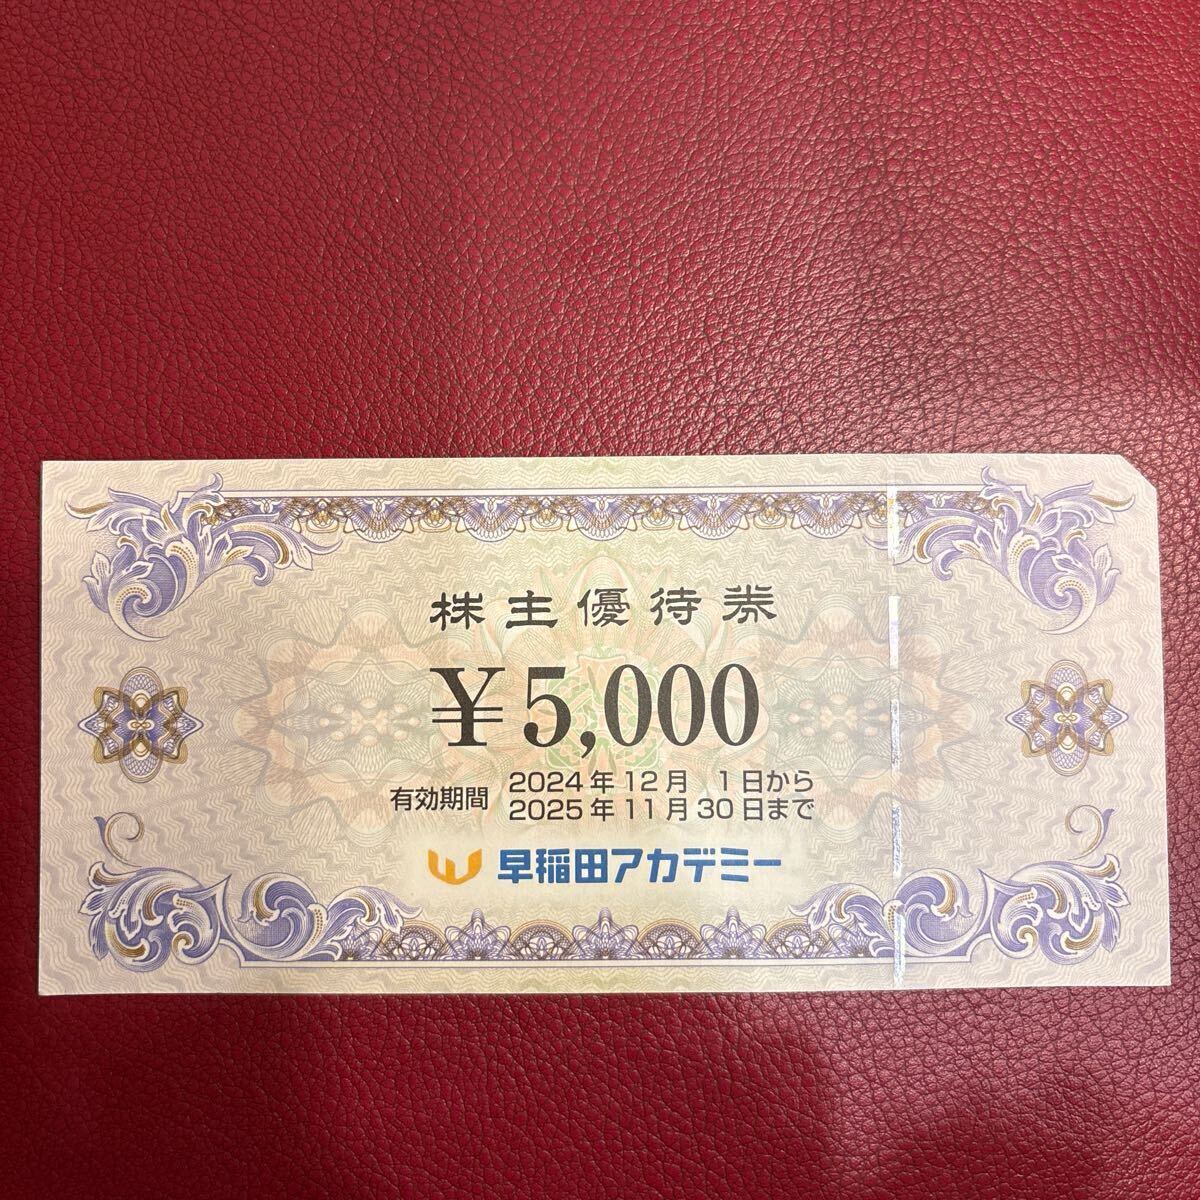 株主優待券
¥5,000
有効期間 2024年12月 1日から
2025年11月30日まで
早稲田アカデミー